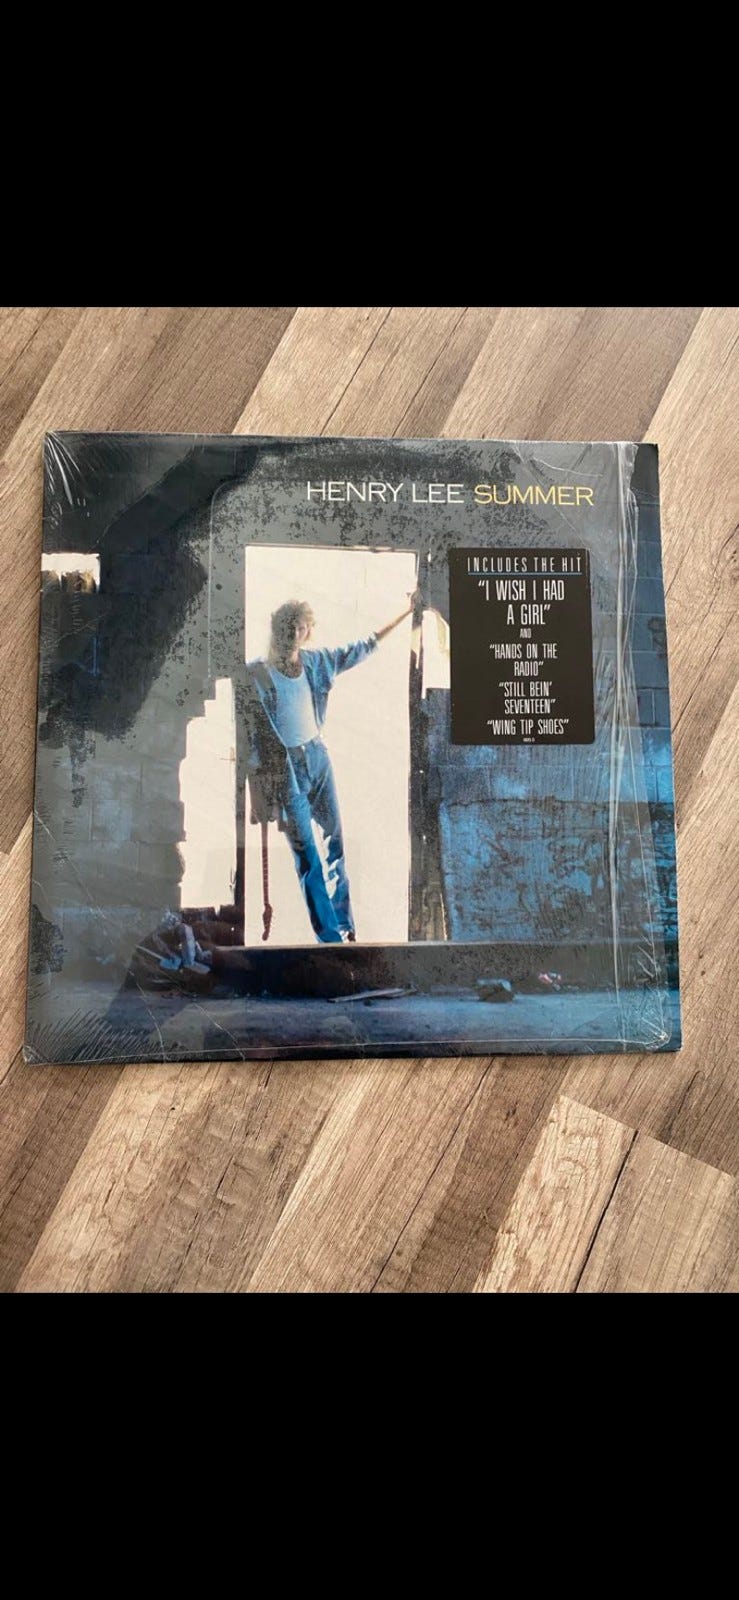 HENRY LEE SUMMER
INCLUDES THE HIT
"I WISH I HAD
A GIRL"
AND
"HANDS ON THE
RADIO"
"STILL BEIN'
SEVENTEEN"
"WING TIP SHOES"